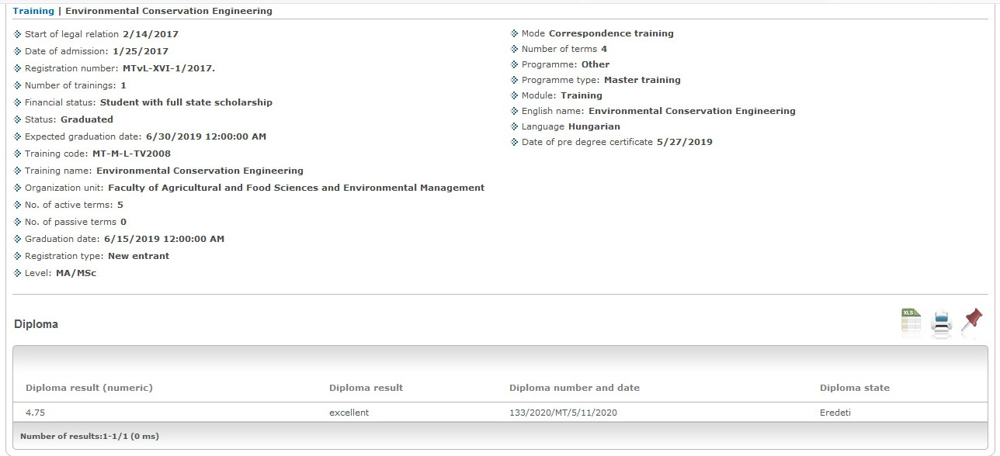 Training | Environmental Conservation Engineering
Start of legal relation 2/14/2017
Date of admission: 1/25/2017
Registration number: MTvL-XVI-1/2017.
Number of trainings: 1
Financial status: Student with full state scholarship
Status: Graduated
Expected graduation date: 6/30/2019 12:00:00 AM
Training code: MT-M-L-TV2008
Training name: Environmental Conservation Engineering
Organization unit: Faculty of Agricultural and Food Sciences and Environmental Management
No. of active terms: 5
No. of passive terms 0
Graduation date: 6/15/2019 12:00:00 AM
Registration type: New entrant
Level: MA/MSc
Mode Correspondence training
Number of terms 4
Programme: Other
Programme type: Master training
Module: Training
English name: Environmental Conservation Engineering
Language Hungarian
Date of pre degree certificate 5/27/2019
Diploma
XLS
Diploma result (numeric) Diploma result Diploma number and date Diploma state
4.75 excellent 133/2020/MT/5/11/2020 Eredeti
Number of results:1-1/1 (0 ms)